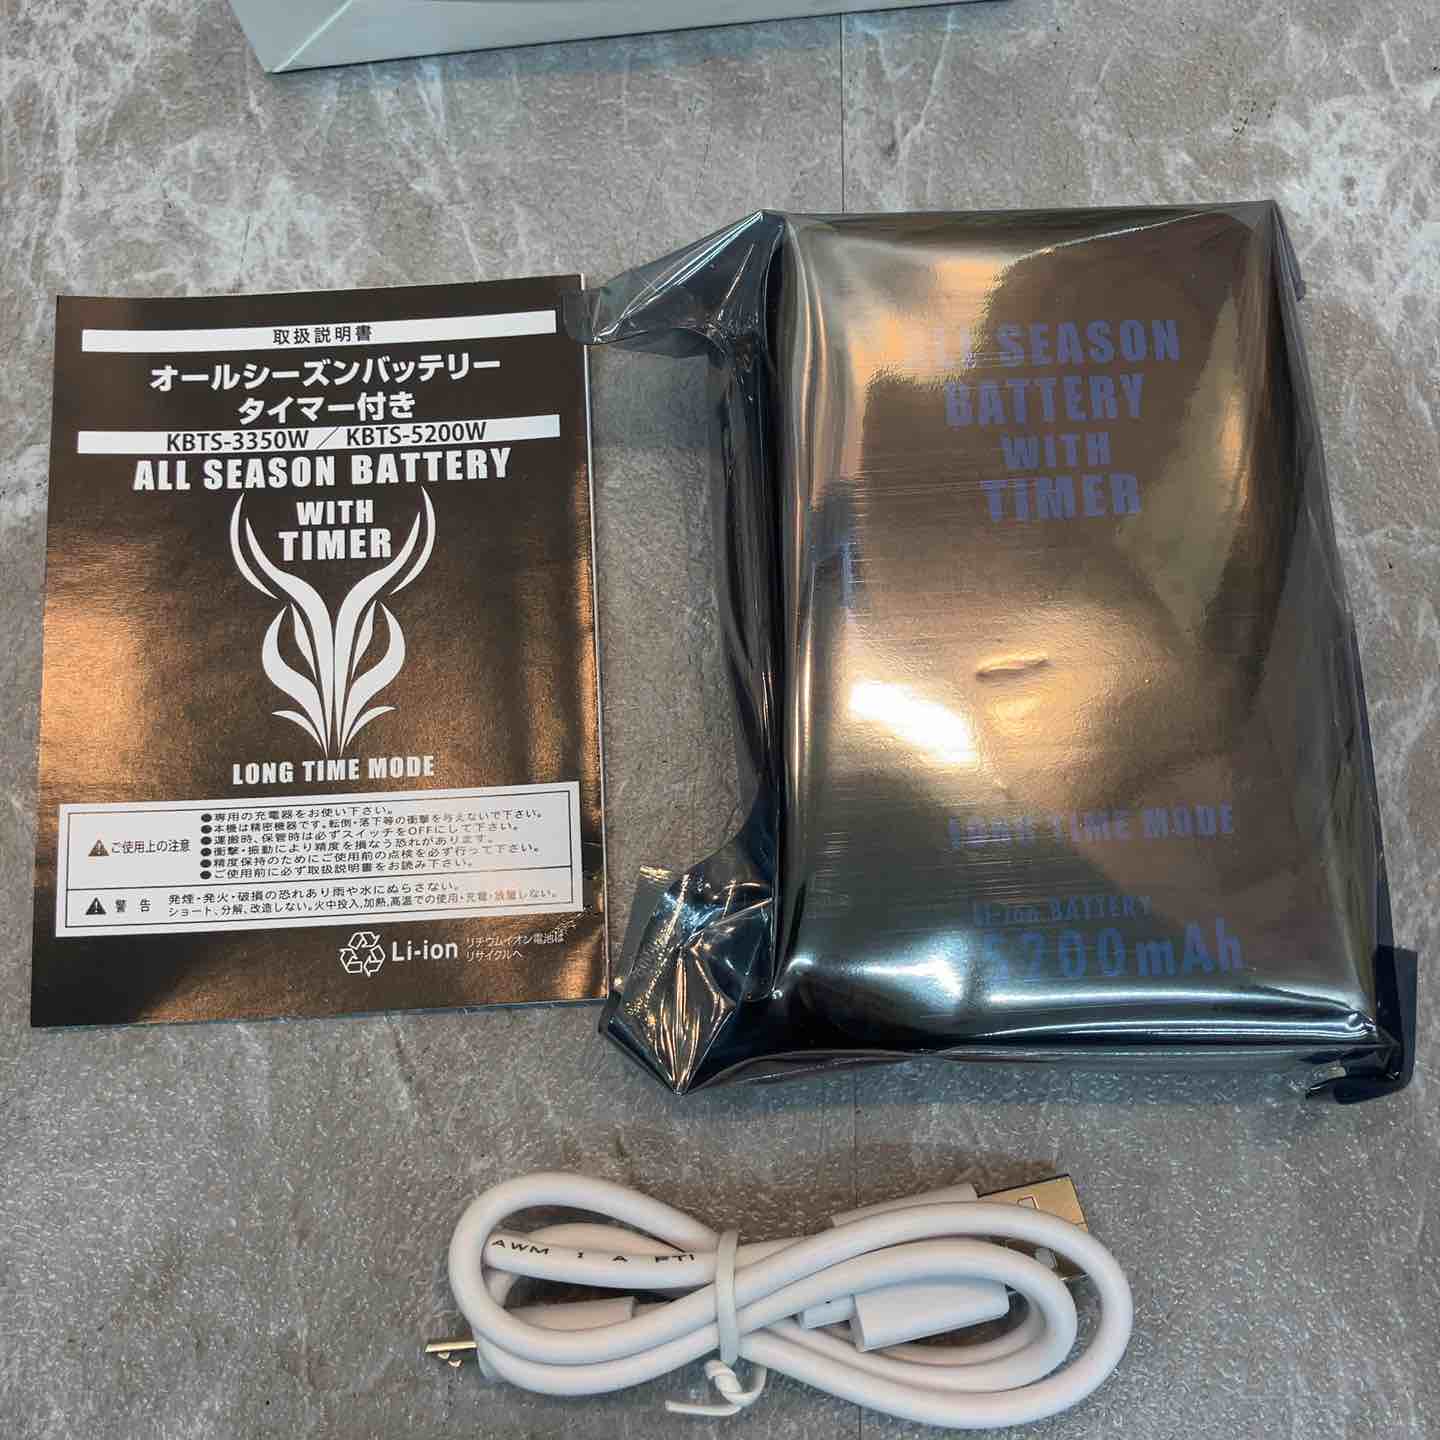 取扱説明書
オールシーズンバッテリー
タイマー付き
KBTS-3350W／KBTS-5200W
ALL SEASON BATTERY
WITH
TIMER
LONG TIME MODE
ご使用上の注意
●専用の充電器をお使い下さい。
●本機は精密機器です。転倒・落下等の衝撃を与えないで下さい。
●運搬時、保管時は必ずスイッチをOFFにして下さい。
●衝撃・振動により精度を損なう恐れがあります。
●精度保持のためにご使用前の点検を必ず行って下さい。
●ご使用前に必ず取扱説明書をお読み下さい。
警告
発煙・発火・破損の恐れあり雨や水にぬらさない。
ショート、分解、改造しない。火中投入、加熱、高温での使用・充電・放置しない。
Li-ion
リチウムイオン電池は
リサイクルへ
ALL SEASON
BATTERY
WITH
TIMER
LONG TIME MODE
Li-ion BATTERY
5200mAh
AWM I A FT1